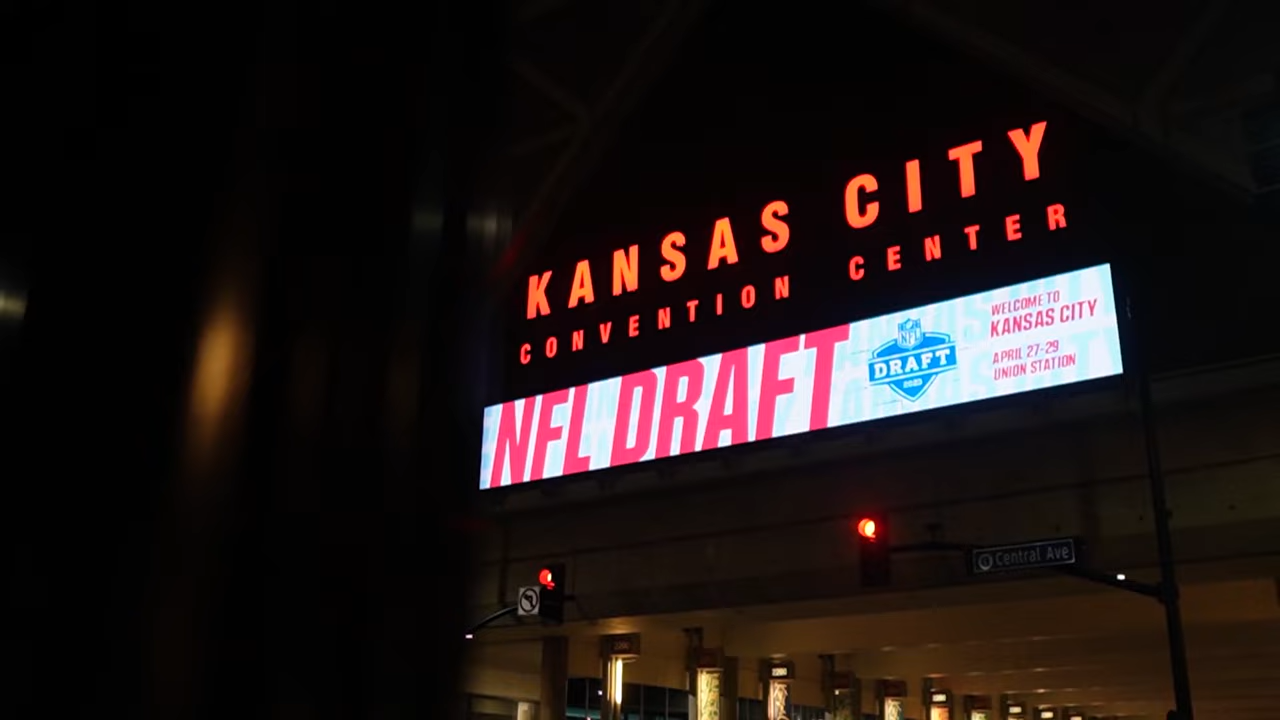 KANSAS CITY
CONVENTION CENTER
NFL DRAFT
NFL
DRAFT
2023
WELCOME TO
KANSAS CITY
APRIL 27-29
UNION STATION
Central Ave